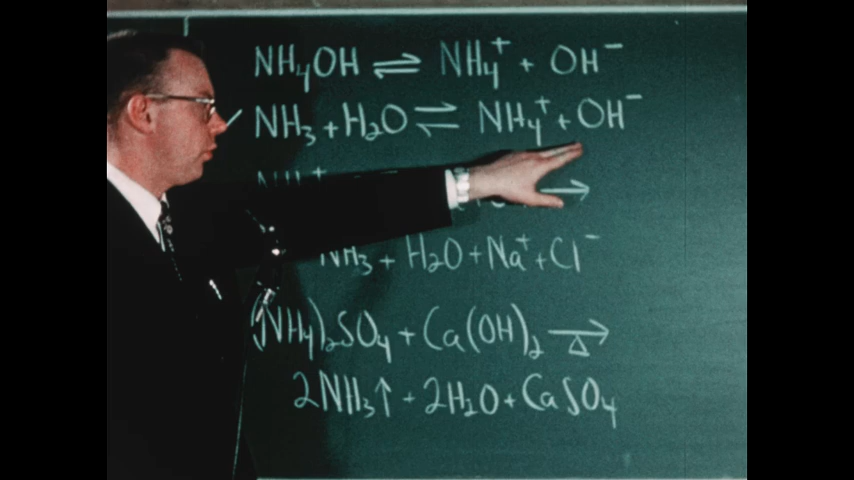 NH₄OH ⇌ NH₄⁺ + OH⁻
NH₃ + H₂O ⇌ NH₄⁺ + OH⁻
NH₃ + H₂O + Na⁺ + Cl⁻
(NH₄)₂SO₄ + Ca(OH)₂ →Δ
2NH₃↑ + 2H₂O + CaSO₄